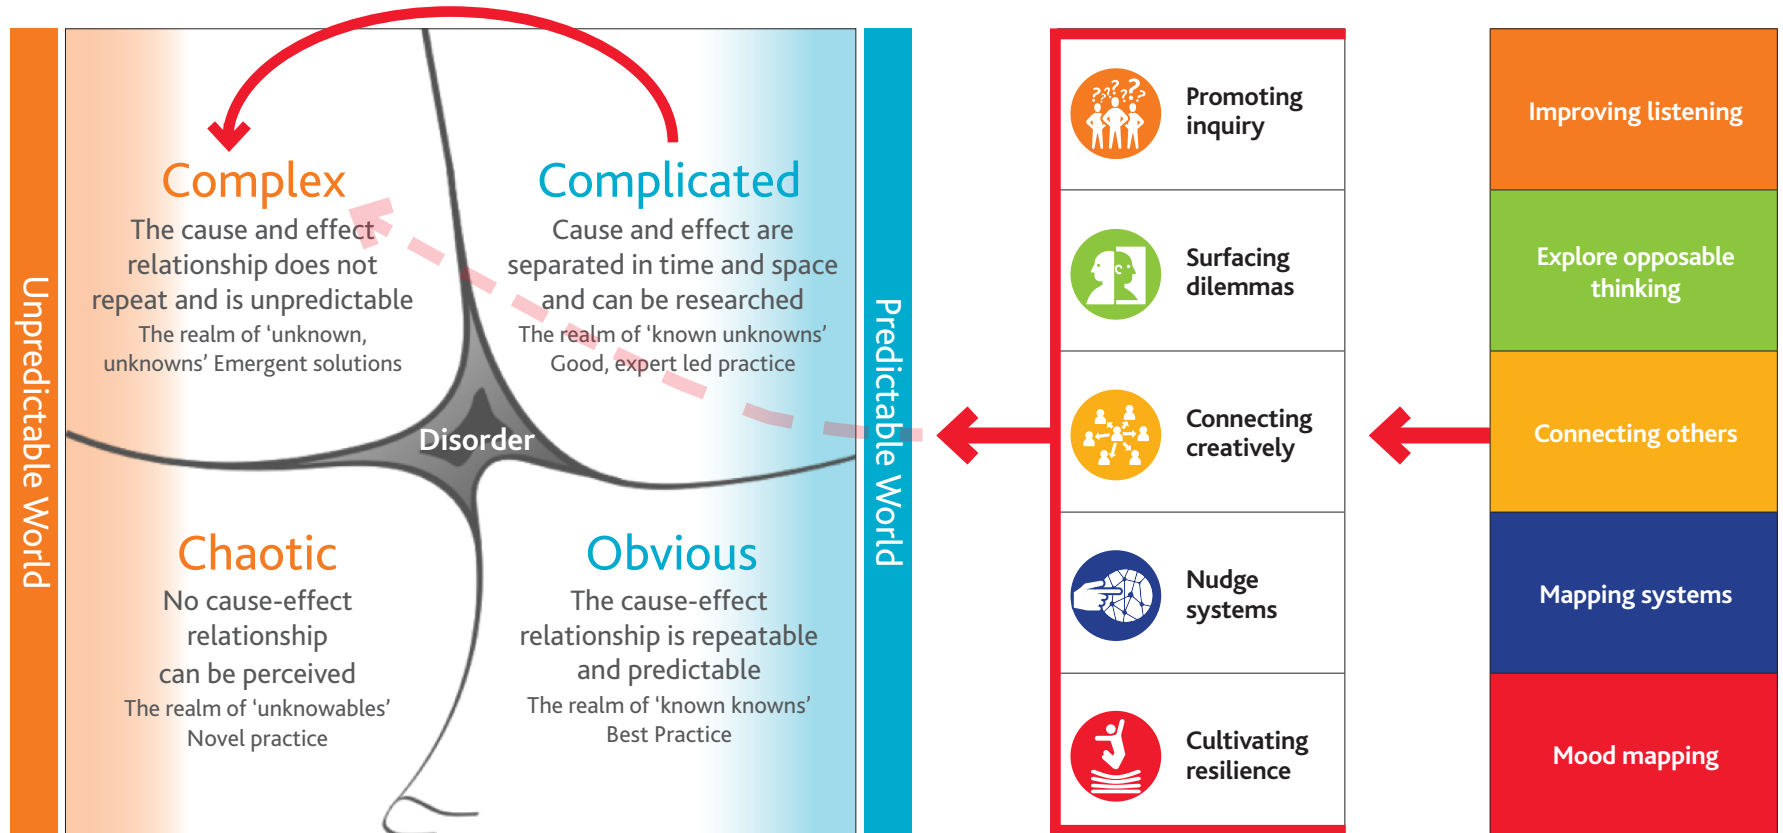 Unpredictable World
Complex
The cause and effect
relationship does not
repeat and is unpredictable
The realm of ‘unknown,
unknowns’ Emergent solutions
Complicated
Cause and effect are
separated in time and space
and can be researched
The realm of ‘known unknowns’
Good, expert led practice
Disorder
Chaotic
No cause-effect
relationship
can be perceived
The realm of ‘unknowables’
Novel practice
Obvious
The cause-effect
relationship is repeatable
and predictable
The realm of ‘known knowns’
Best Practice
Predictable World
???????
Promoting
inquiry
Surfacing
dilemmas
Connecting
creatively
Nudge
systems
Cultivating
resilience
Improving listening
Explore opposable
thinking
Connecting others
Mapping systems
Mood mapping